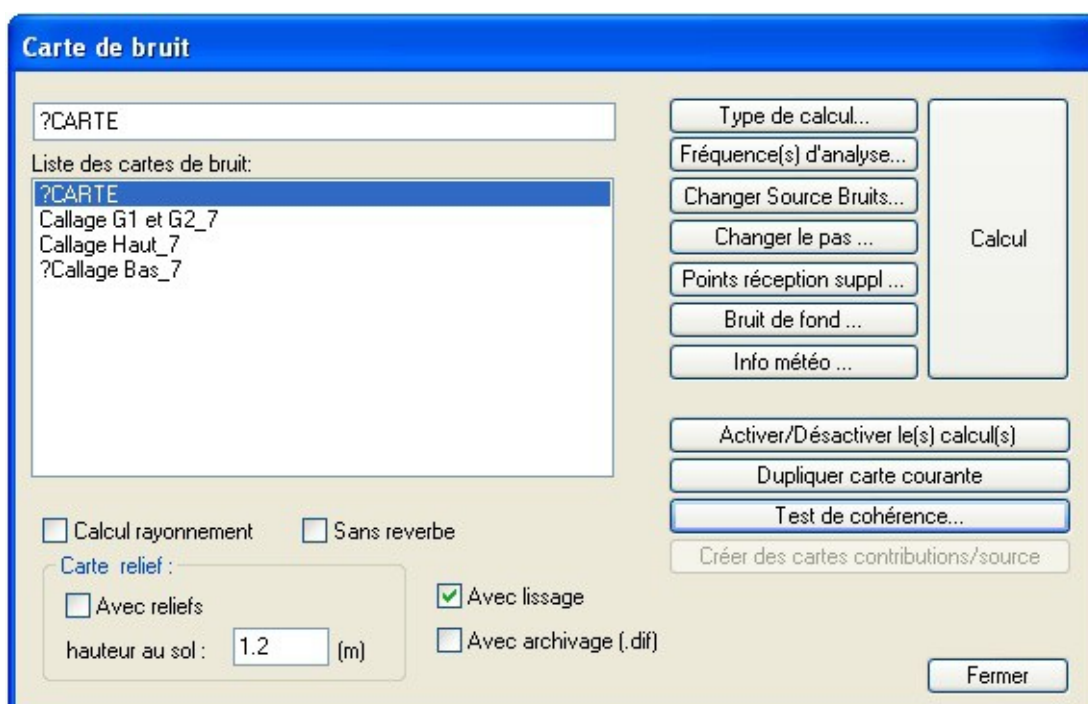 Carte de bruit
?CARTE
Liste des cartes de bruit:
?CARTE
Callage G1 et G2_7
Callage Haut_7
?Callage Bas_7
Type de calcul...
Fréquence(s) d'analyse...
Changer Source Bruits...
Changer le pas ...
Points réception suppl ...
Bruit de fond ...
Info météo ...
Calcul
Activer/Désactiver le(s) calcul(s)
Dupliquer carte courante
Test de cohérence...
Créer des cartes contributions/source
Calcul rayonnement
Sans reverbe
Carte relief :
Avec reliefs
hauteur au sol : 1.2 (m)
Avec lissage
Avec archivage (.dif)
Fermer